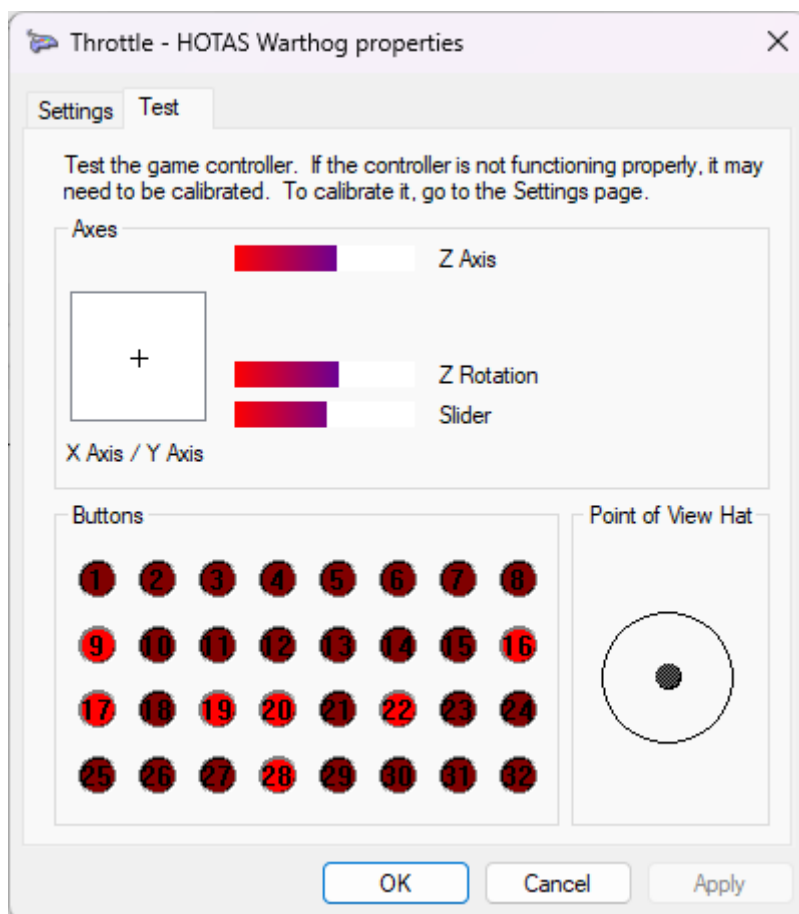 Throttle - HOTAS Warthog properties
Settings Test
Test the game controller. If the controller is not functioning properly, it may
need to be calibrated. To calibrate it, go to the Settings page.
Axes
Z Axis
Z Rotation
Slider
X Axis / Y Axis
Buttons
1 2 3 4 5 6 7 8
9 10 11 12 13 14 15 16
17 18 19 20 21 22 23 24
25 26 27 28 29 30 31 32
Point of View Hat
OK Cancel Apply